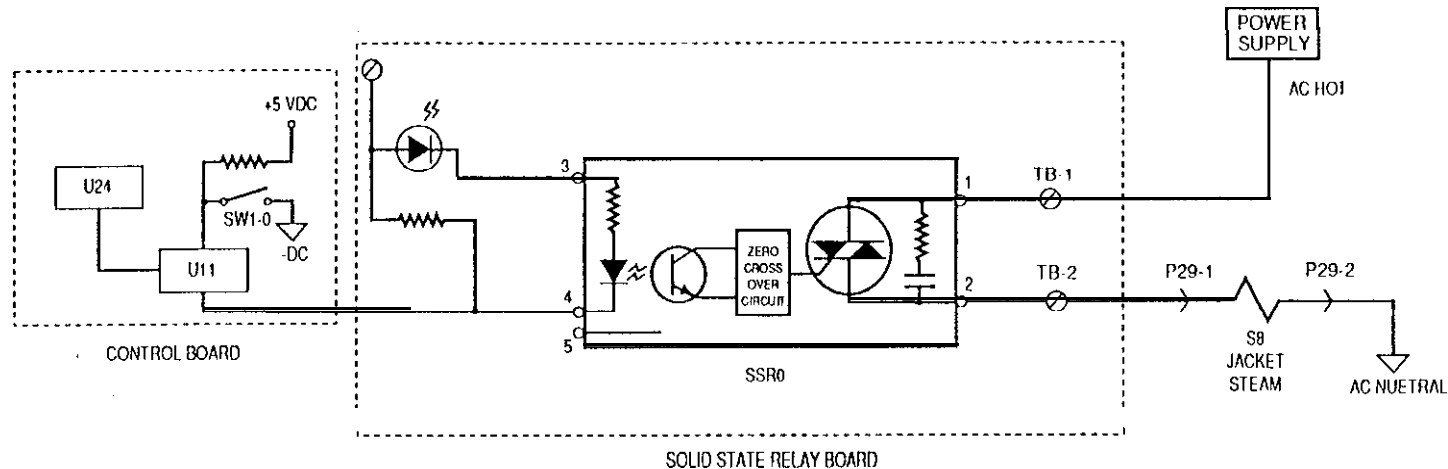 POWER
SUPPLY
AC HO1
+5 VDC
U24
SW1-0
-DC
U11
CONTROL BOARD
3
4
5
ZERO
CROSS
OVER
CIRCUIT
1
2
SSR0
TB-1
TB-2
P29-1
P29-2
S8
JACKET
STEAM
AC NUETRAL
SOLID STATE RELAY BOARD